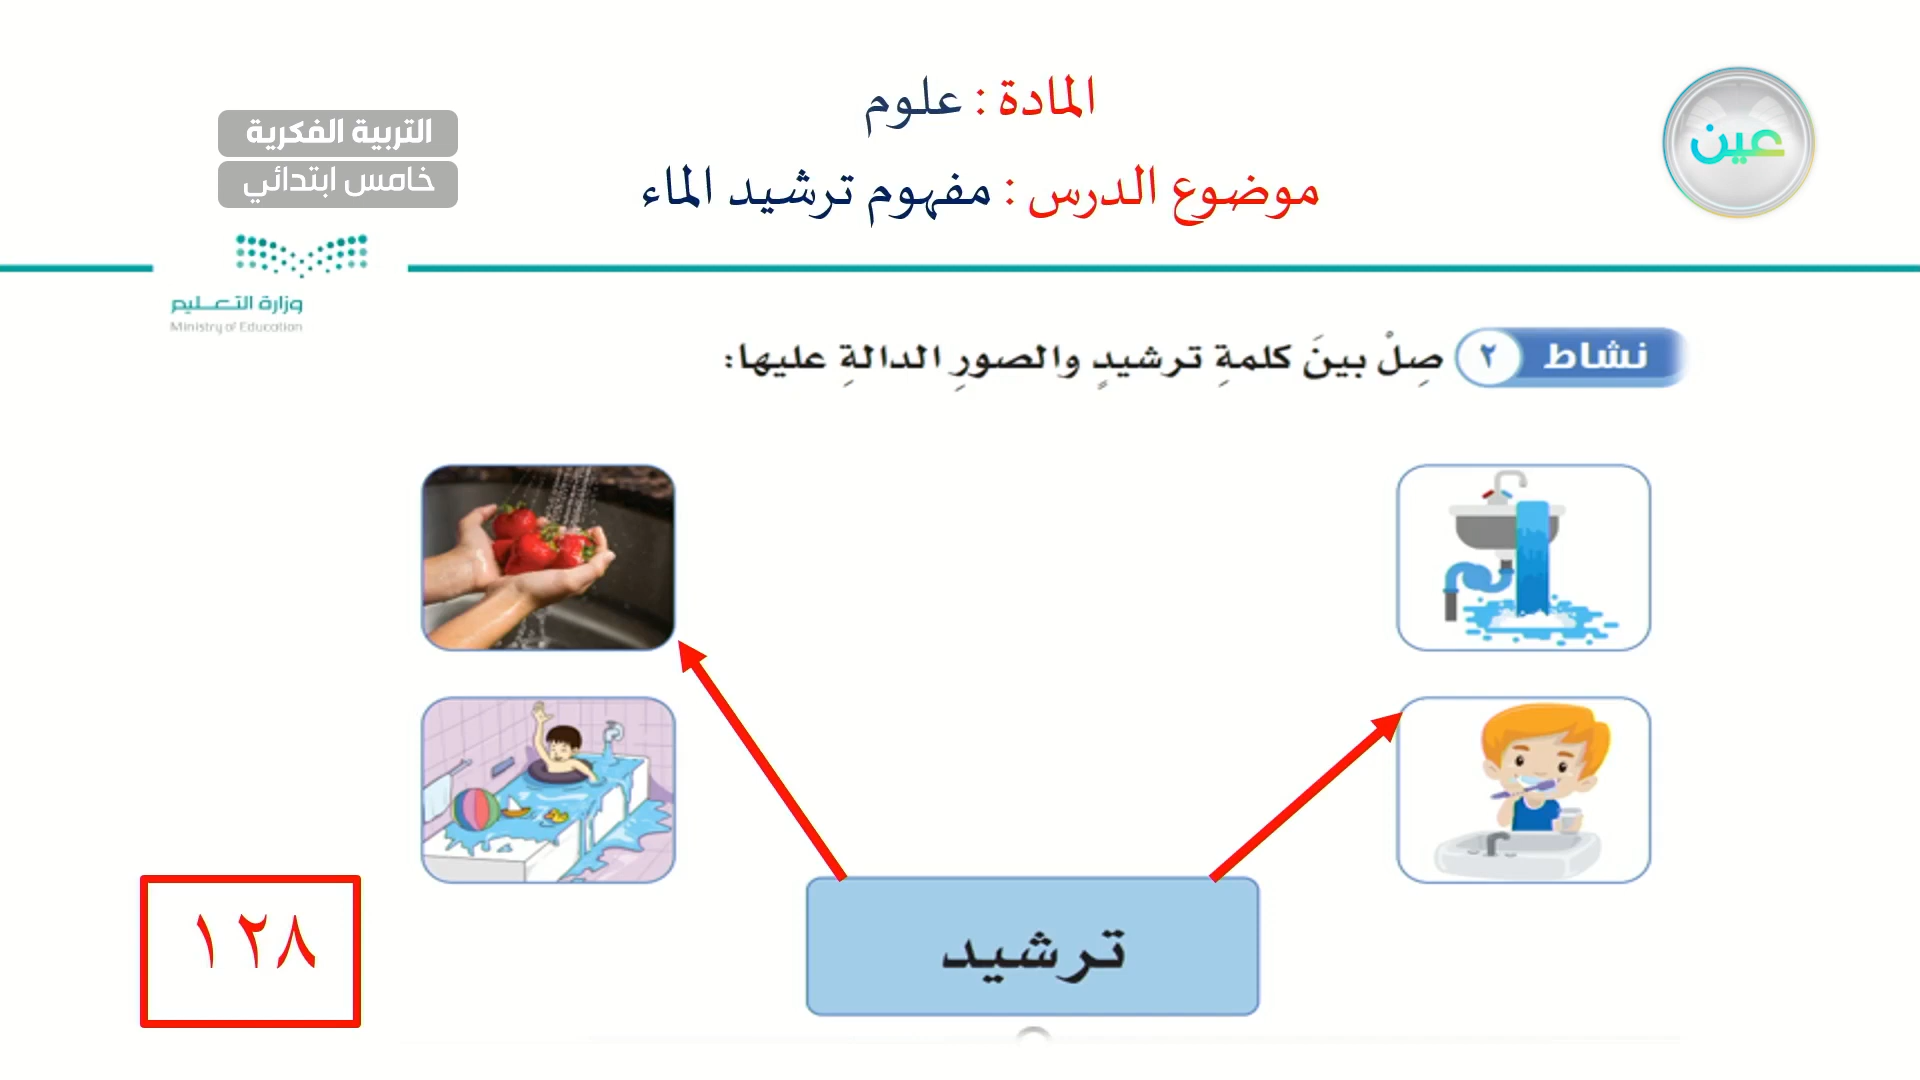 المادة : علوم
موضوع الدرس : مفهوم ترشيد الماء
عين
التربية الفكرية
خامس ابتدائي
وزارة التعليم
Ministry of Education
نشاط ٢ صِلْ بينَ كلمةِ ترشيدٍ والصورِ الدالةِ عليها:
ترشيد
١٢٨